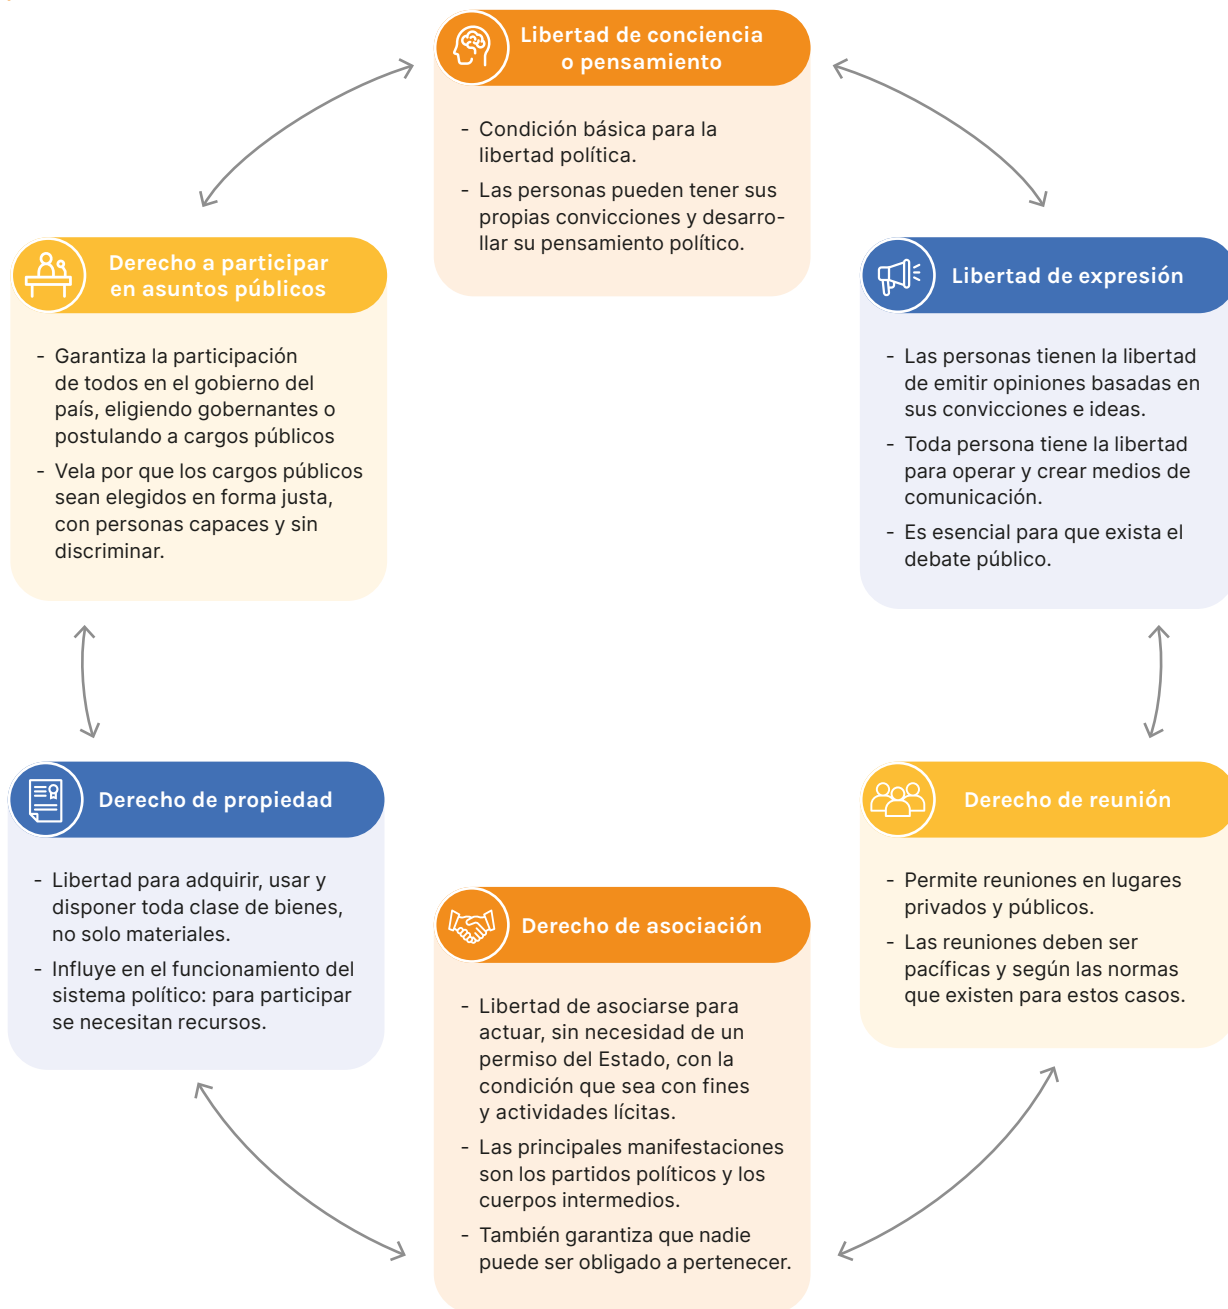 Libertad de conciencia
o pensamiento
- Condición básica para la
libertad política.
- Las personas pueden tener sus
propias convicciones y desarro-
llar su pensamiento político.
Derecho a participar
en asuntos públicos
- Garantiza la participación
de todos en el gobierno del
país, eligiendo gobernantes o
postulando a cargos públicos
- Vela por que los cargos públicos
sean elegidos en forma justa,
con personas capaces y sin
discriminar.
Libertad de expresión
- Las personas tienen la libertad
de emitir opiniones basadas en
sus convicciones e ideas.
- Toda persona tiene la libertad
para operar y crear medios de
comunicación.
- Es esencial para que exista el
debate público.
Derecho de propiedad
- Libertad para adquirir, usar y
disponer toda clase de bienes,
no solo materiales.
- Influye en el funcionamiento del
sistema político: para participar
se necesitan recursos.
Derecho de reunión
- Permite reuniones en lugares
privados y públicos.
- Las reuniones deben ser
pacíficas y según las normas
que existen para estos casos.
Derecho de asociación
- Libertad de asociarse para
actuar, sin necesidad de un
permiso del Estado, con la
condición que sea con fines
y actividades lícitas.
- Las principales manifestaciones
son los partidos políticos y los
cuerpos intermedios.
- También garantiza que nadie
puede ser obligado a pertenecer.